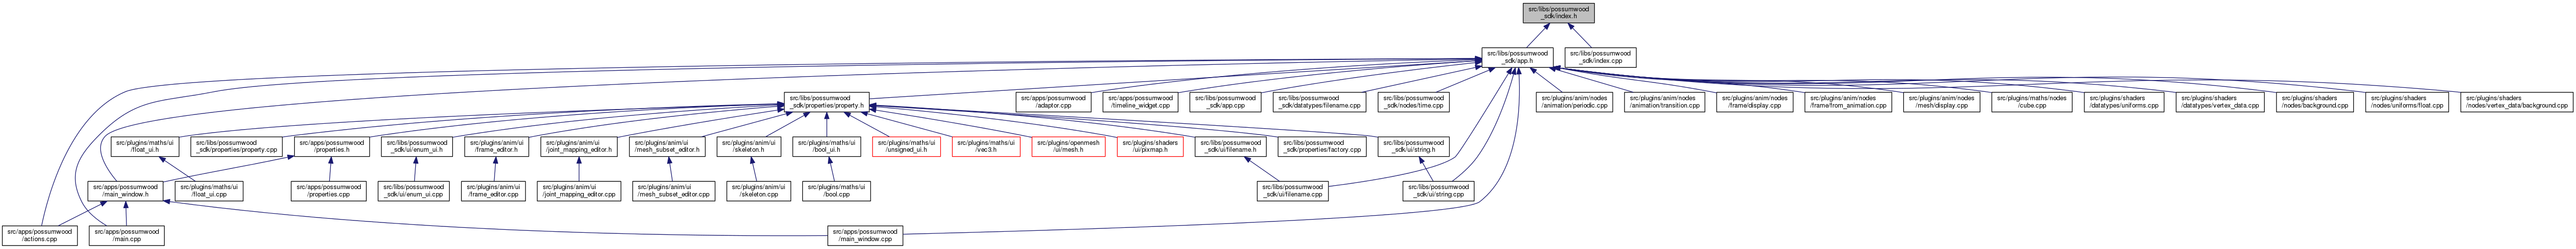 src/libs/possumwood
_sdk/index.h
src/libs/possumwood
_sdk/app.h
src/libs/possumwood
_sdk/index.cpp
src/libs/possumwood
_sdk/properties/property.h
src/apps/possumwood
/adaptor.cpp
src/apps/possumwood
/timeline_widget.cpp
src/libs/possumwood
_sdk/app.cpp
src/libs/possumwood
_sdk/datatypes/filename.cpp
src/libs/possumwood
_sdk/nodes/time.cpp
src/plugins/anim/nodes
/animation/periodic.cpp
src/plugins/anim/nodes
/animation/transition.cpp
src/plugins/anim/nodes
/frame/display.cpp
src/plugins/anim/nodes
/frame/from_animation.cpp
src/plugins/anim/nodes
/mesh/display.cpp
src/plugins/maths/nodes
/curve.cpp
src/plugins/shaders
/datatypes/uniforms.cpp
src/plugins/shaders
/datatypes/vertex_data.cpp
src/plugins/shaders
/nodes/background.cpp
src/plugins/shaders
/nodes/uniforms/float.cpp
src/plugins/shaders
/nodes/vertex_data/background.cpp
src/plugins/maths/ui
/float_ui.h
src/libs/possumwood
_sdk/properties/property.cpp
src/apps/possumwood
/properties.h
src/libs/possumwood
_sdk/ui/enum_ui.h
src/plugins/anim/ui
/frame_editor.h
src/plugins/anim/ui
/joint_mapping_editor.h
src/plugins/anim/ui
/mesh_subset_editor.h
src/plugins/anim/ui
/skeleton.h
src/plugins/maths/ui
/bool_ui.h
src/plugins/maths/ui
/unsigned_ui.h
src/plugins/maths/ui
/vec3.h
src/plugins/openmesh
/ui/mesh.h
src/plugins/shaders
/ui/pixmap.h
src/libs/possumwood
_sdk/ui/filename.h
src/libs/possumwood
_sdk/properties/factory.cpp
src/libs/possumwood
_sdk/ui/string.h
src/apps/possumwood
/main_window.h
src/plugins/maths/ui
/float_ui.cpp
src/apps/possumwood
/properties.cpp
src/libs/possumwood
_sdk/ui/enum_ui.cpp
src/plugins/anim/ui
/frame_editor.cpp
src/plugins/anim/ui
/joint_mapping_editor.cpp
src/plugins/anim/ui
/mesh_subset_editor.cpp
src/plugins/anim/ui
/skeleton.cpp
src/plugins/maths/ui
/bool.cpp
src/libs/possumwood
_sdk/ui/filename.cpp
src/libs/possumwood
_sdk/ui/string.cpp
src/apps/possumwood
/actions.cpp
src/apps/possumwood
/main.cpp
src/apps/possumwood
/main_window.cpp